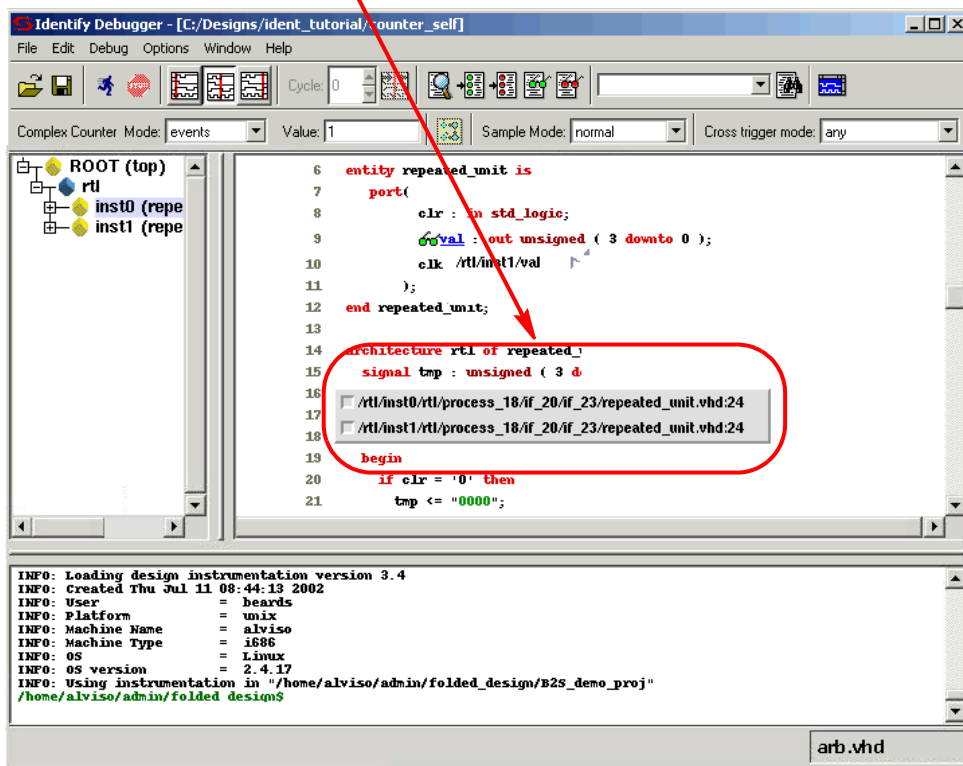 Identify Debugger - [C:/Designs/ident_tutorial/counter_self]
File Edit Debug Options Window Help
Cycle: 0
Complex Counter Mode: events Value: 1 Sample Mode: normal Cross trigger mode: any
ROOT (top)
rtl
inst0 (repe
inst1 (repe
6 entity repeated_unit is
7 port(
8 clr : in std_logic;
9 val : out unsigned ( 3 downto 0 );
10 clk /rtl/inst1/val
11 );
12 end repeated_unit;
13
14 architecture rtl of repeated_
15 signal tmp : unsigned ( 3 d
16
/rtl/inst0/rtl/process_18/if_20/if_23/repeated_unit.vhd:24
17
/rtl/inst1/rtl/process_18/if_20/if_23/repeated_unit.vhd:24
18
19 begin
20 if clr = '0' then
21 tmp <= "0000";
INFO: Loading design instrumentation version 3.4
INFO: Created Thu Jul 11 08:44:13 2002
INFO: User = beards
INFO: Platform = unix
INFO: Machine Name = alviso
INFO: Machine Type = i686
INFO: OS = Linux
INFO: OS version = 2.4.17
INFO: Using instrumentation in "/home/alviso/admin/folded_design/B2S_demo_proj"
/home/alviso/admin/folded design$
arb.vhd